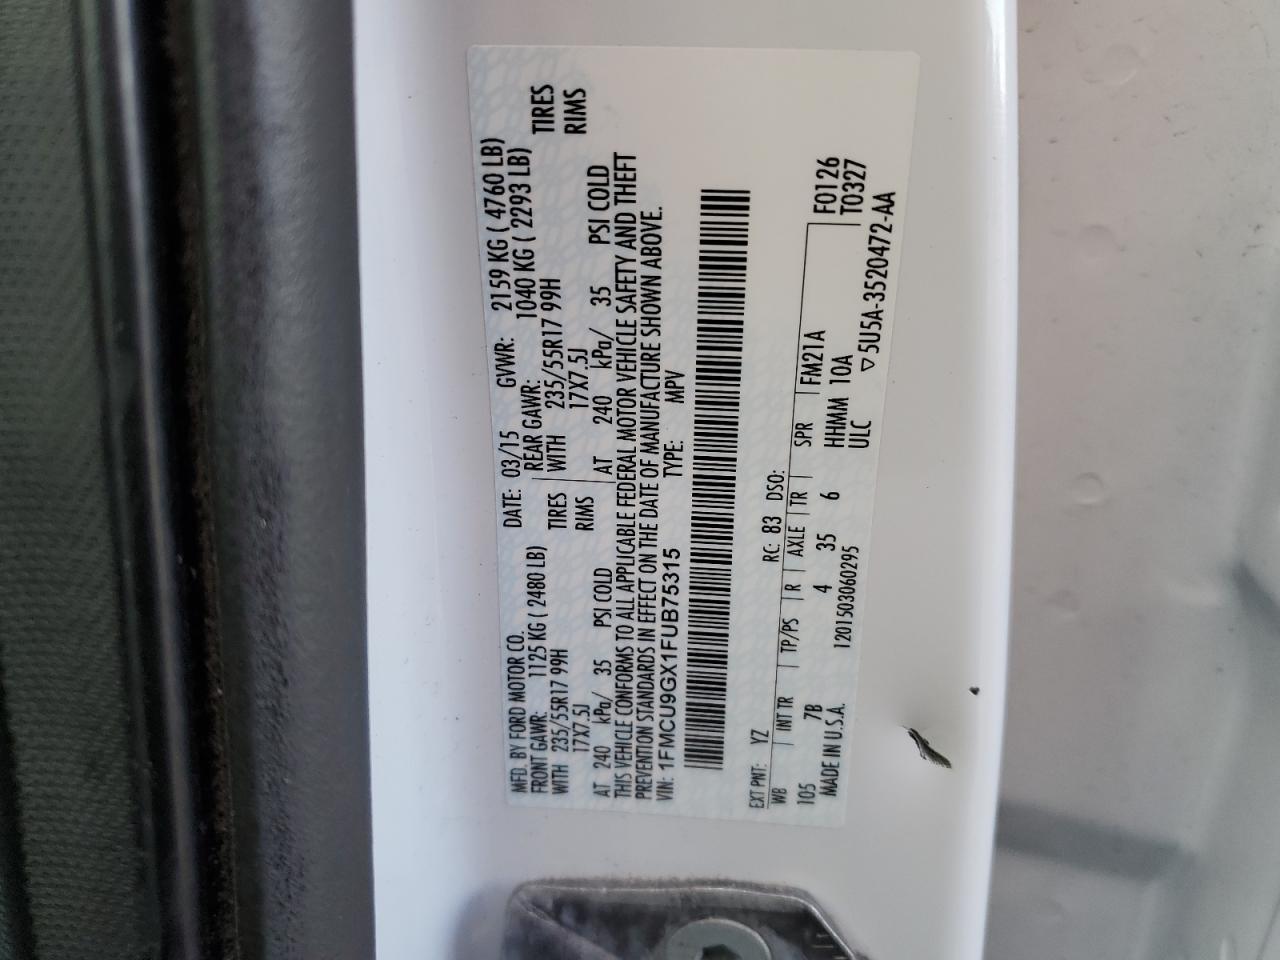 MFD. BY FORD MOTOR CO.
DATE: 03/15 GVWR: 2159 KG ( 4760 LB)
FRONT GAWR: 1125 KG ( 2480 LB) REAR GAWR: 1040 KG ( 2293 LB)
WITH 235/55R17 99H TIRES WITH 235/55R17 99H TIRES
17X7.5J RIMS 17X7.5J RIMS
AT 240 kPa/ 35 PSI COLD AT 240 kPa/ 35 PSI COLD
THIS VEHICLE CONFORMS TO ALL APPLICABLE FEDERAL MOTOR VEHICLE SAFETY AND THEFT
PREVENTION STANDARDS IN EFFECT ON THE DATE OF MANUFACTURE SHOWN ABOVE.
VIN: 1FMCU9GX1FUB75315 TYPE: MPV
EXT PNT: YZ RC: 83 DSO:
WB INT TR TP/PS R AXLE TR SPR FM21A F0126
105 7B 4 35 6 HHMM 10A T0327
MADE IN U.S.A. 1201503060295 ULC ▽5U5A-3520472-AA